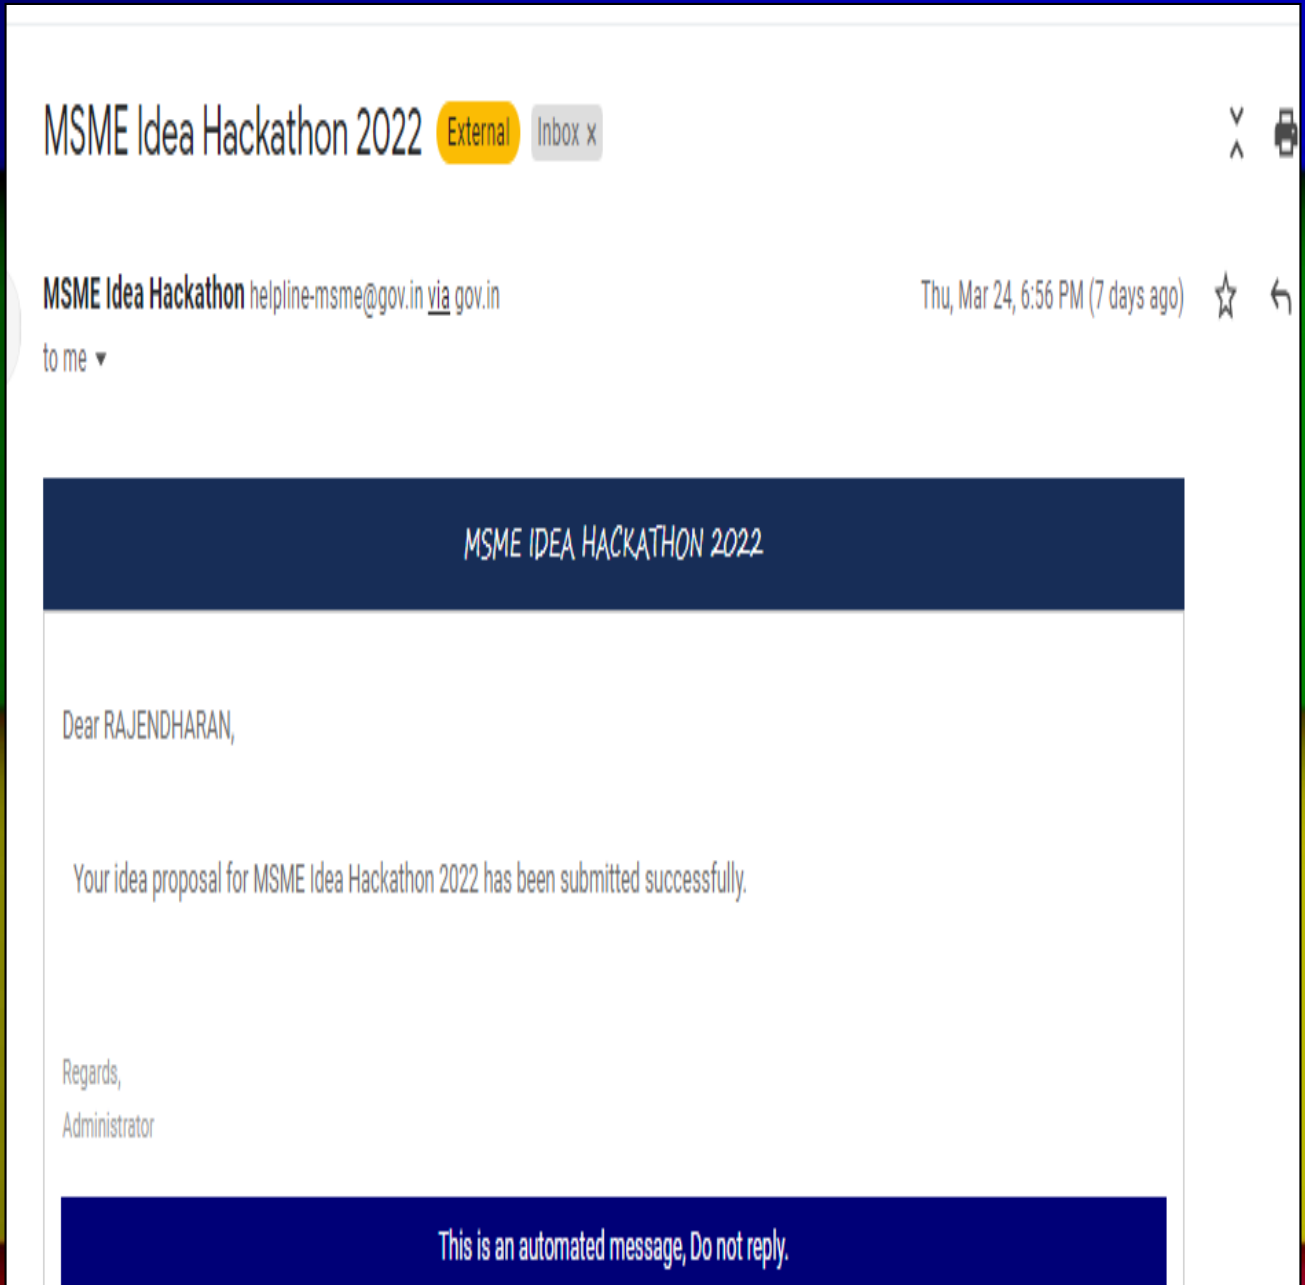 MSME Idea Hackathon 2022 External Inbox x
MSME Idea Hackathon helpline-msme@gov.in via gov.in Thu, Mar 24, 6:56 PM (7 days ago)
to me
MSME IDEA HACKATHON 2022
Dear RAJENDHARAN,
Your idea proposal for MSME Idea Hackathon 2022 has been submitted successfully.
Regards,
Administrator
This is an automated message, Do not reply.